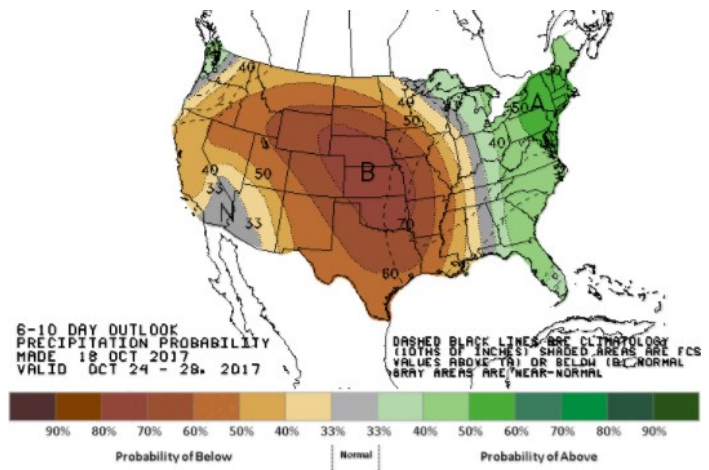 40
40
50
A
50
40
B
40
33
N
33
50
70
60
6-10 DAY OUTLOOK
PRECIPITATION PROBABILITY
MADE 18 OCT 2017
VALID OCT 24 - 28, 2017
DASHED BLACK LINES ARE CLIMATOLOGY
(10THS OF INCHES) SHADED AREAS ARE FCST
VALUES ABOVE (A) OR BELOW (B) NORMAL
GRAY AREAS ARE NEAR-NORMAL
90% 80% 70% 60% 50% 40% 33% 33% 40% 50% 60% 70% 80% 90%
Probability of Below Normal Probability of Above